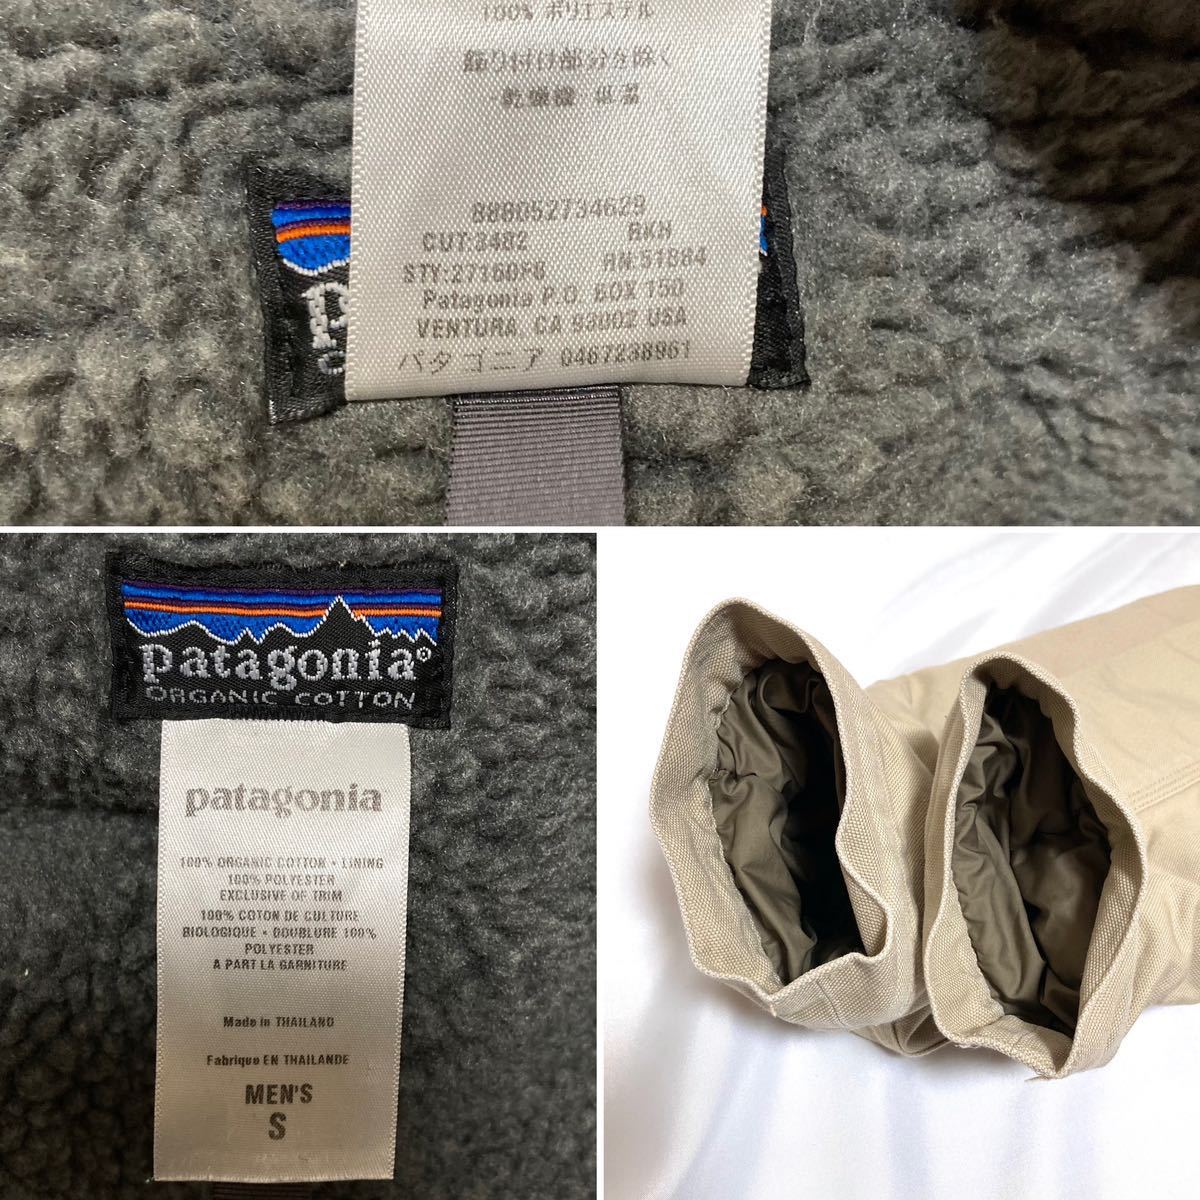 100% ポリエステル
飾り付け部分を除く
乾燥機 低温
888052734629
CUT:3482 BKH
STY:27160F8 RN:51884
Patagonia P.O. BOX 150
VENTURA, CA 93002 USA
パタゴニア 0467238961
patagonia®
ORGANIC COTTON
patagonia
100% ORGANIC COTTON • LINING
100% POLYESTER
EXCLUSIVE OF TRIM
100% COTON DE CULTURE
BIOLOGIQUE • DOUBLURE 100%
POLYESTER
A PART LA GARNITURE
Made in THAILAND
Fabrique EN THAILANDE
MEN'S
S